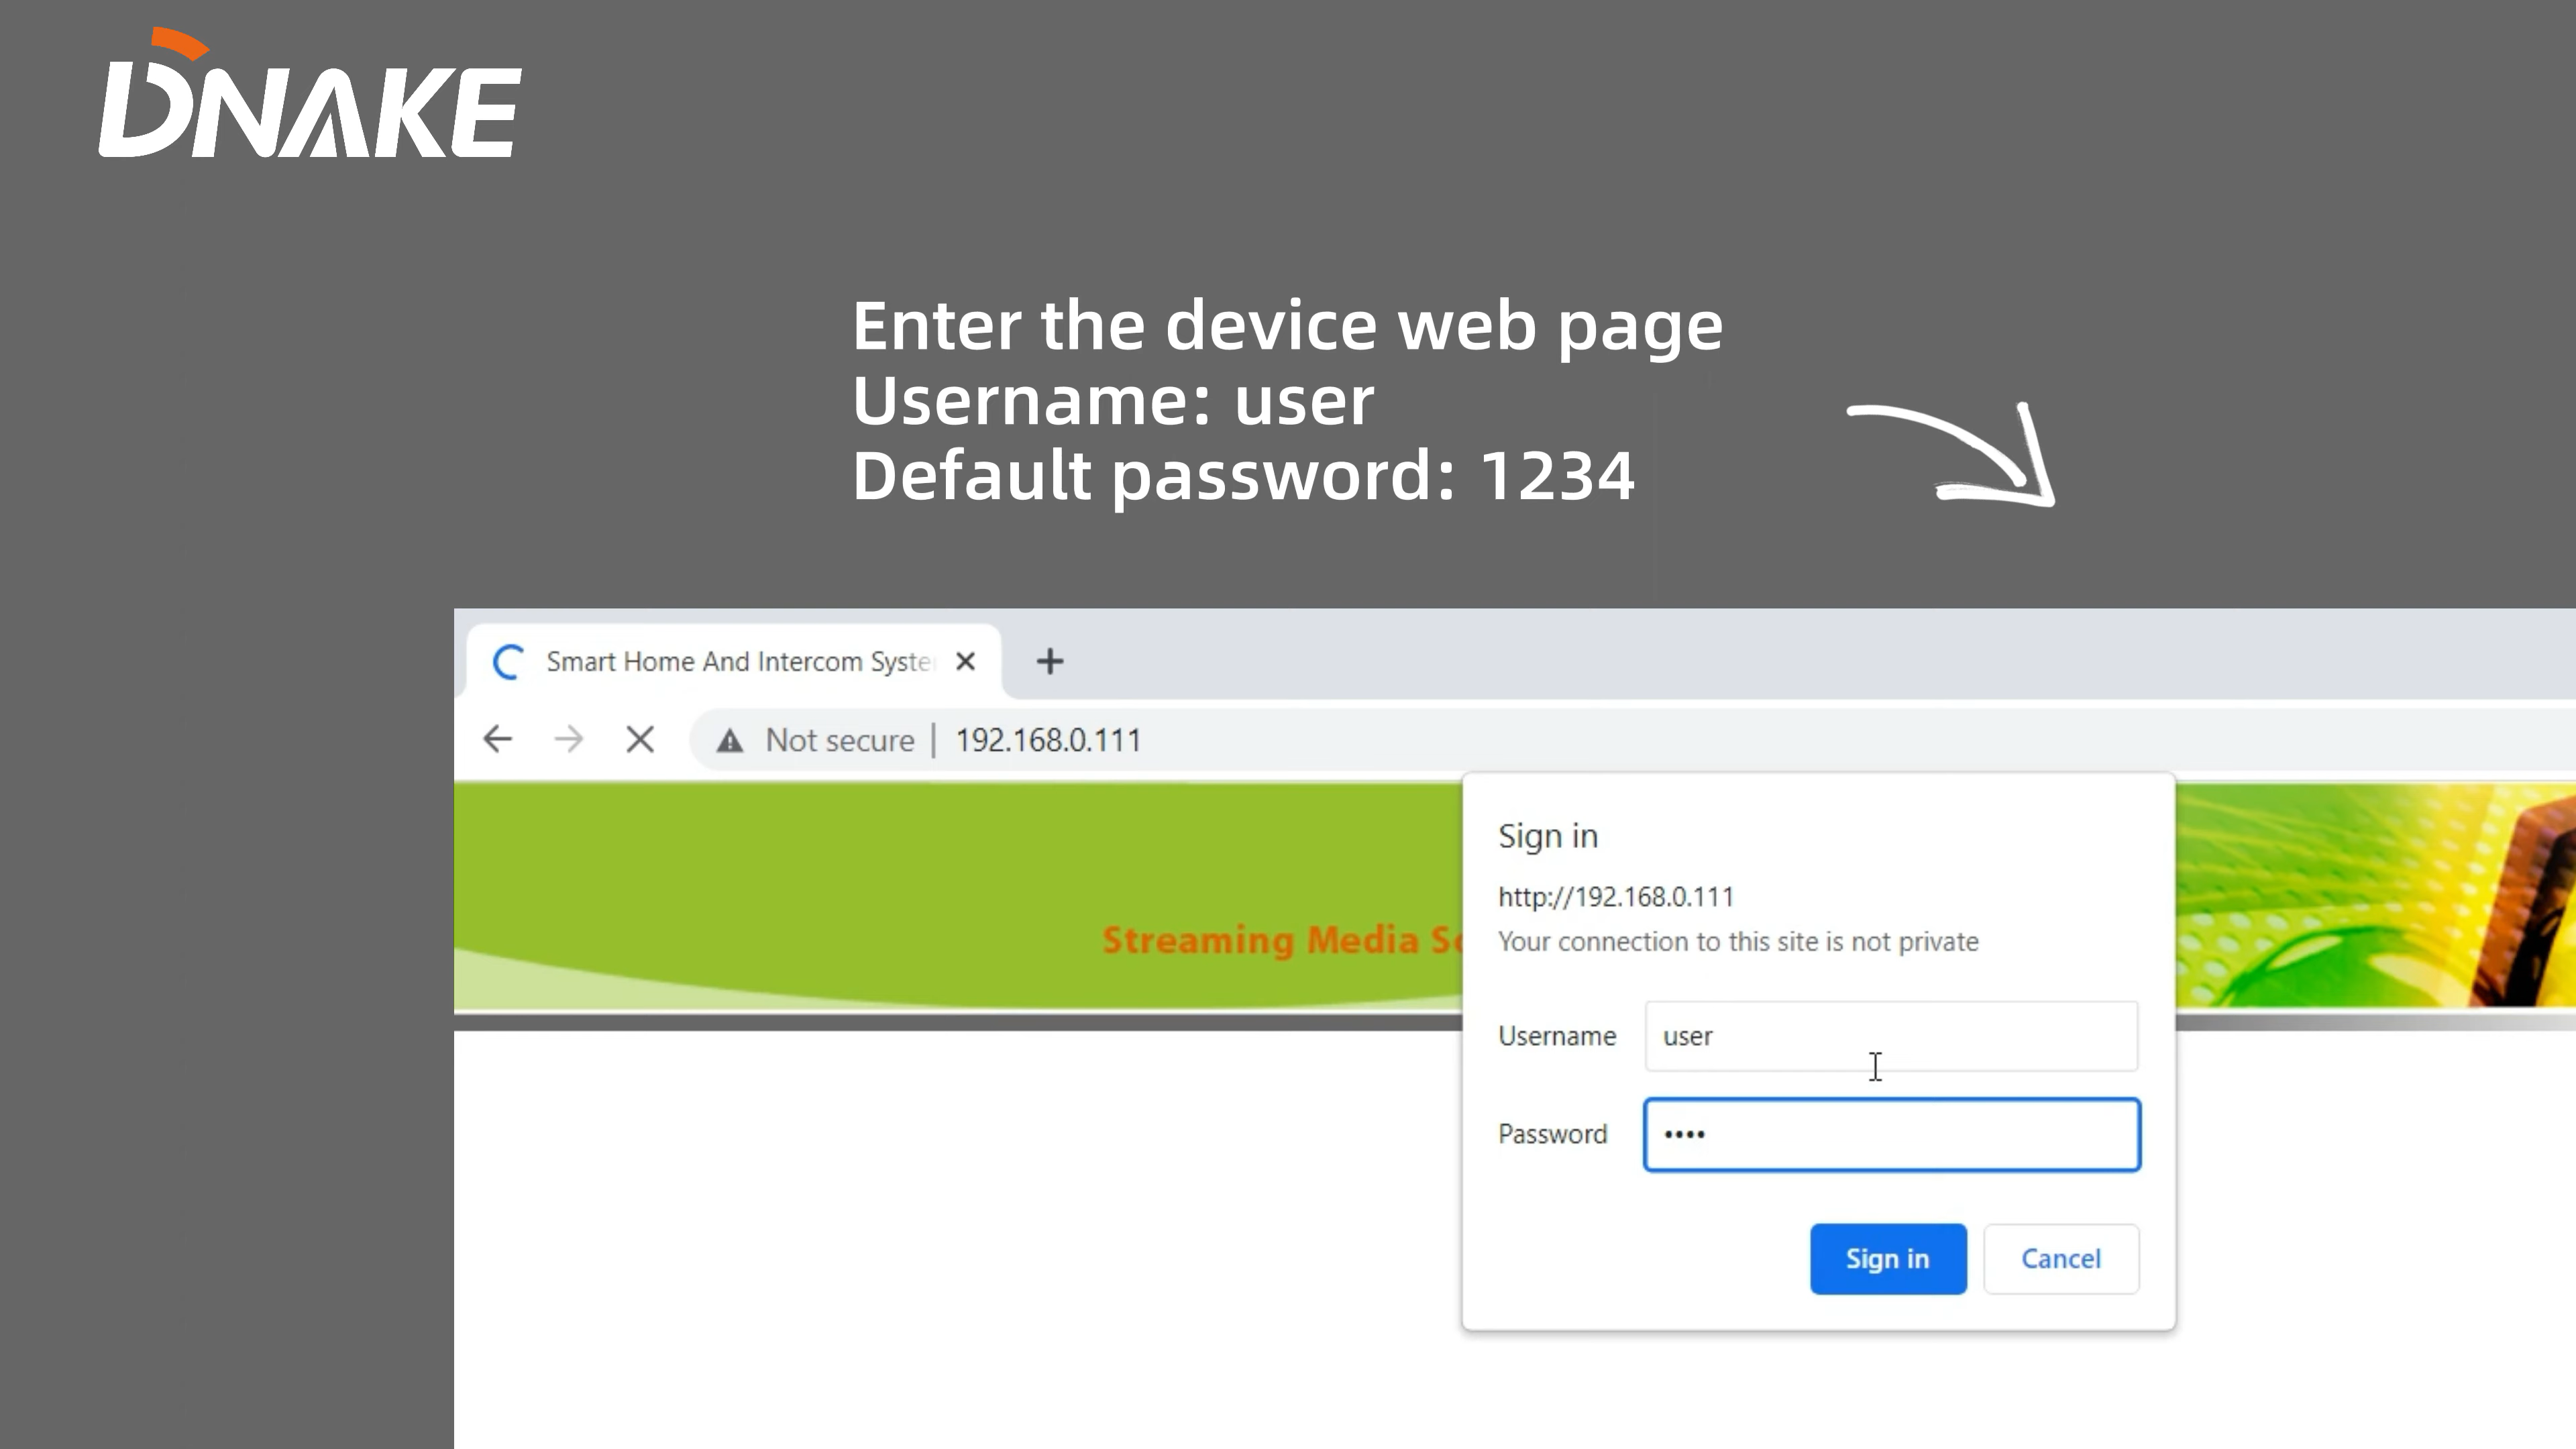 DNAKE
Enter the device web page
Username: user
Default password: 1234
Smart Home And Intercom Syste
Not secure | 192.168.0.111
Streaming Media
Sign in
http://192.168.0.111
Your connection to this site is not private
Username user
Password ••••
Sign in Cancel